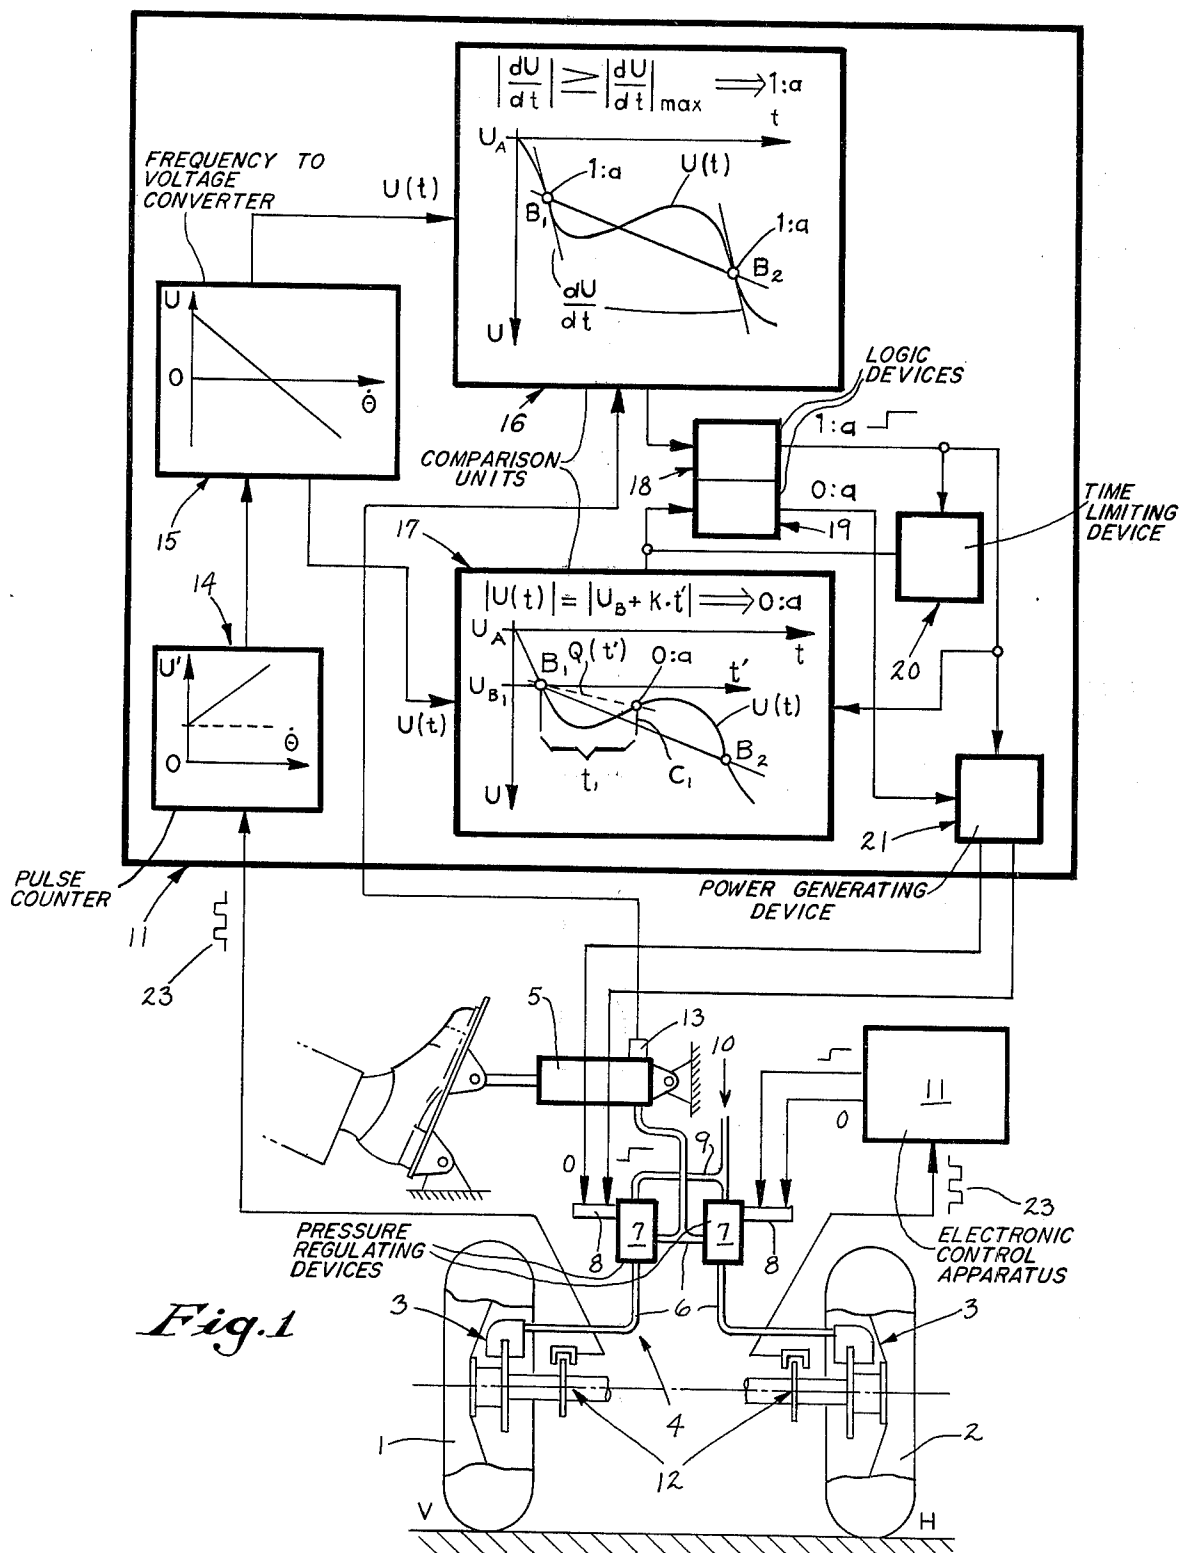 |dU/dt| ≥ |dU/dt|max ⟹ 1:a
t
U_A
U(t)
1:a
B₁
1:a
B₂
dU/dt
U
FREQUENCY TO
VOLTAGE
CONVERTER
U(t)
U
0
θ̇
15
16
COMPARISON
UNITS
LOGIC
DEVICES
1:a
18
0:a
19
TIME
LIMITING
DEVICE
20
17
|U(t)| = |U_B + K·t'| ⟹ 0:a
U_A
t
B₁
Q₁(t')
0:a
t'
U_B₁
U(t)
t₁
C₁
B₂
U
U(t)
14
U'
θ̇
0
21
PULSE
COUNTER
11
POWER GENERATING
DEVICE
23
5
13
10
11
0
0
9
23
8
7
7
8
PRESSURE
REGULATING
DEVICES
ELECTRONIC
CONTROL
APPARATUS
6
Fig.1
3
3
4
1
12
2
V
H